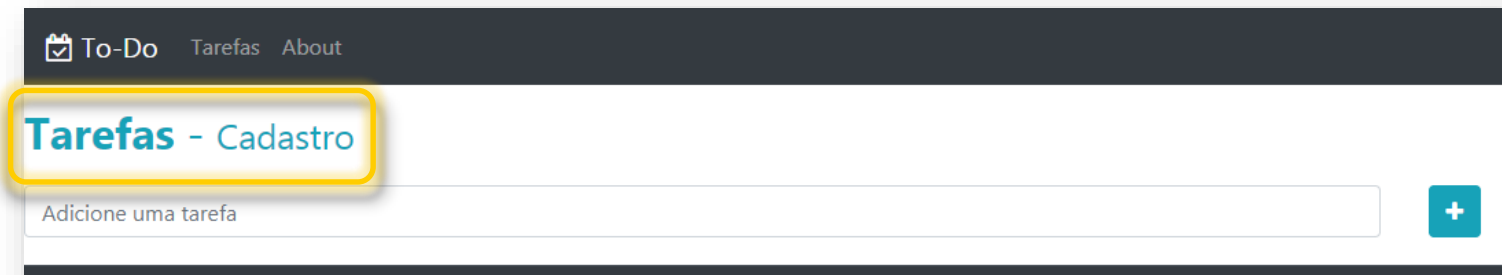 To-Do Tarefas About
Tarefas - Cadastro
Adicione uma tarefa
+